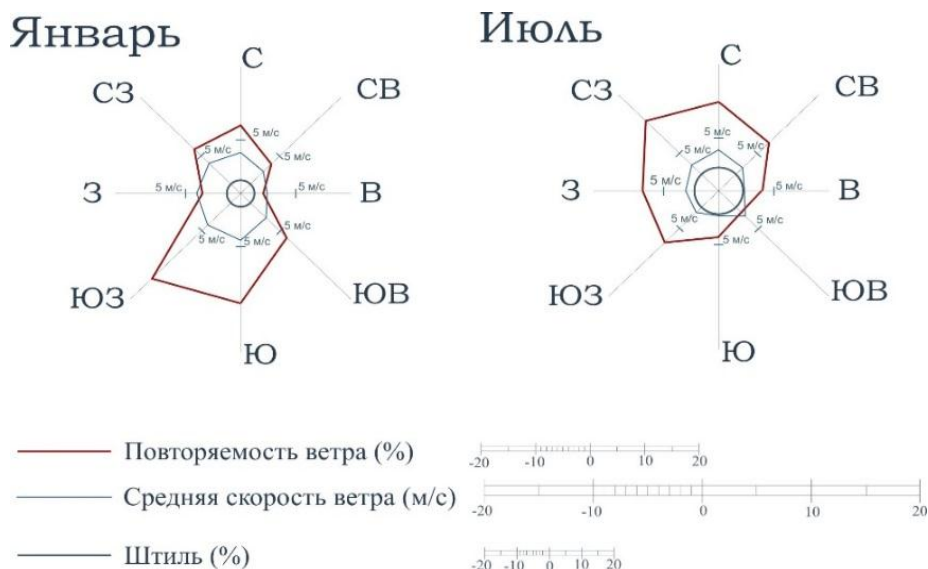 Январь
С
СЗ
СВ
5 м/с
5 м/с
5 м/с
З
5 м/с
5 м/с
В
5 м/с
5 м/с
5 м/с
ЮЗ
ЮВ
Ю
Июль
С
СЗ
СВ
5 м/с
5 м/с
5 м/с
З
5 м/с
5 м/с
В
5 м/с
5 м/с
5 м/с
ЮЗ
ЮВ
Ю
Повторяемость ветра (%)
-20 -10 0 10 20
Средняя скорость ветра (м/с)
-20 -10 0 10 20
Штиль (%)
-20 -10 0 10 20